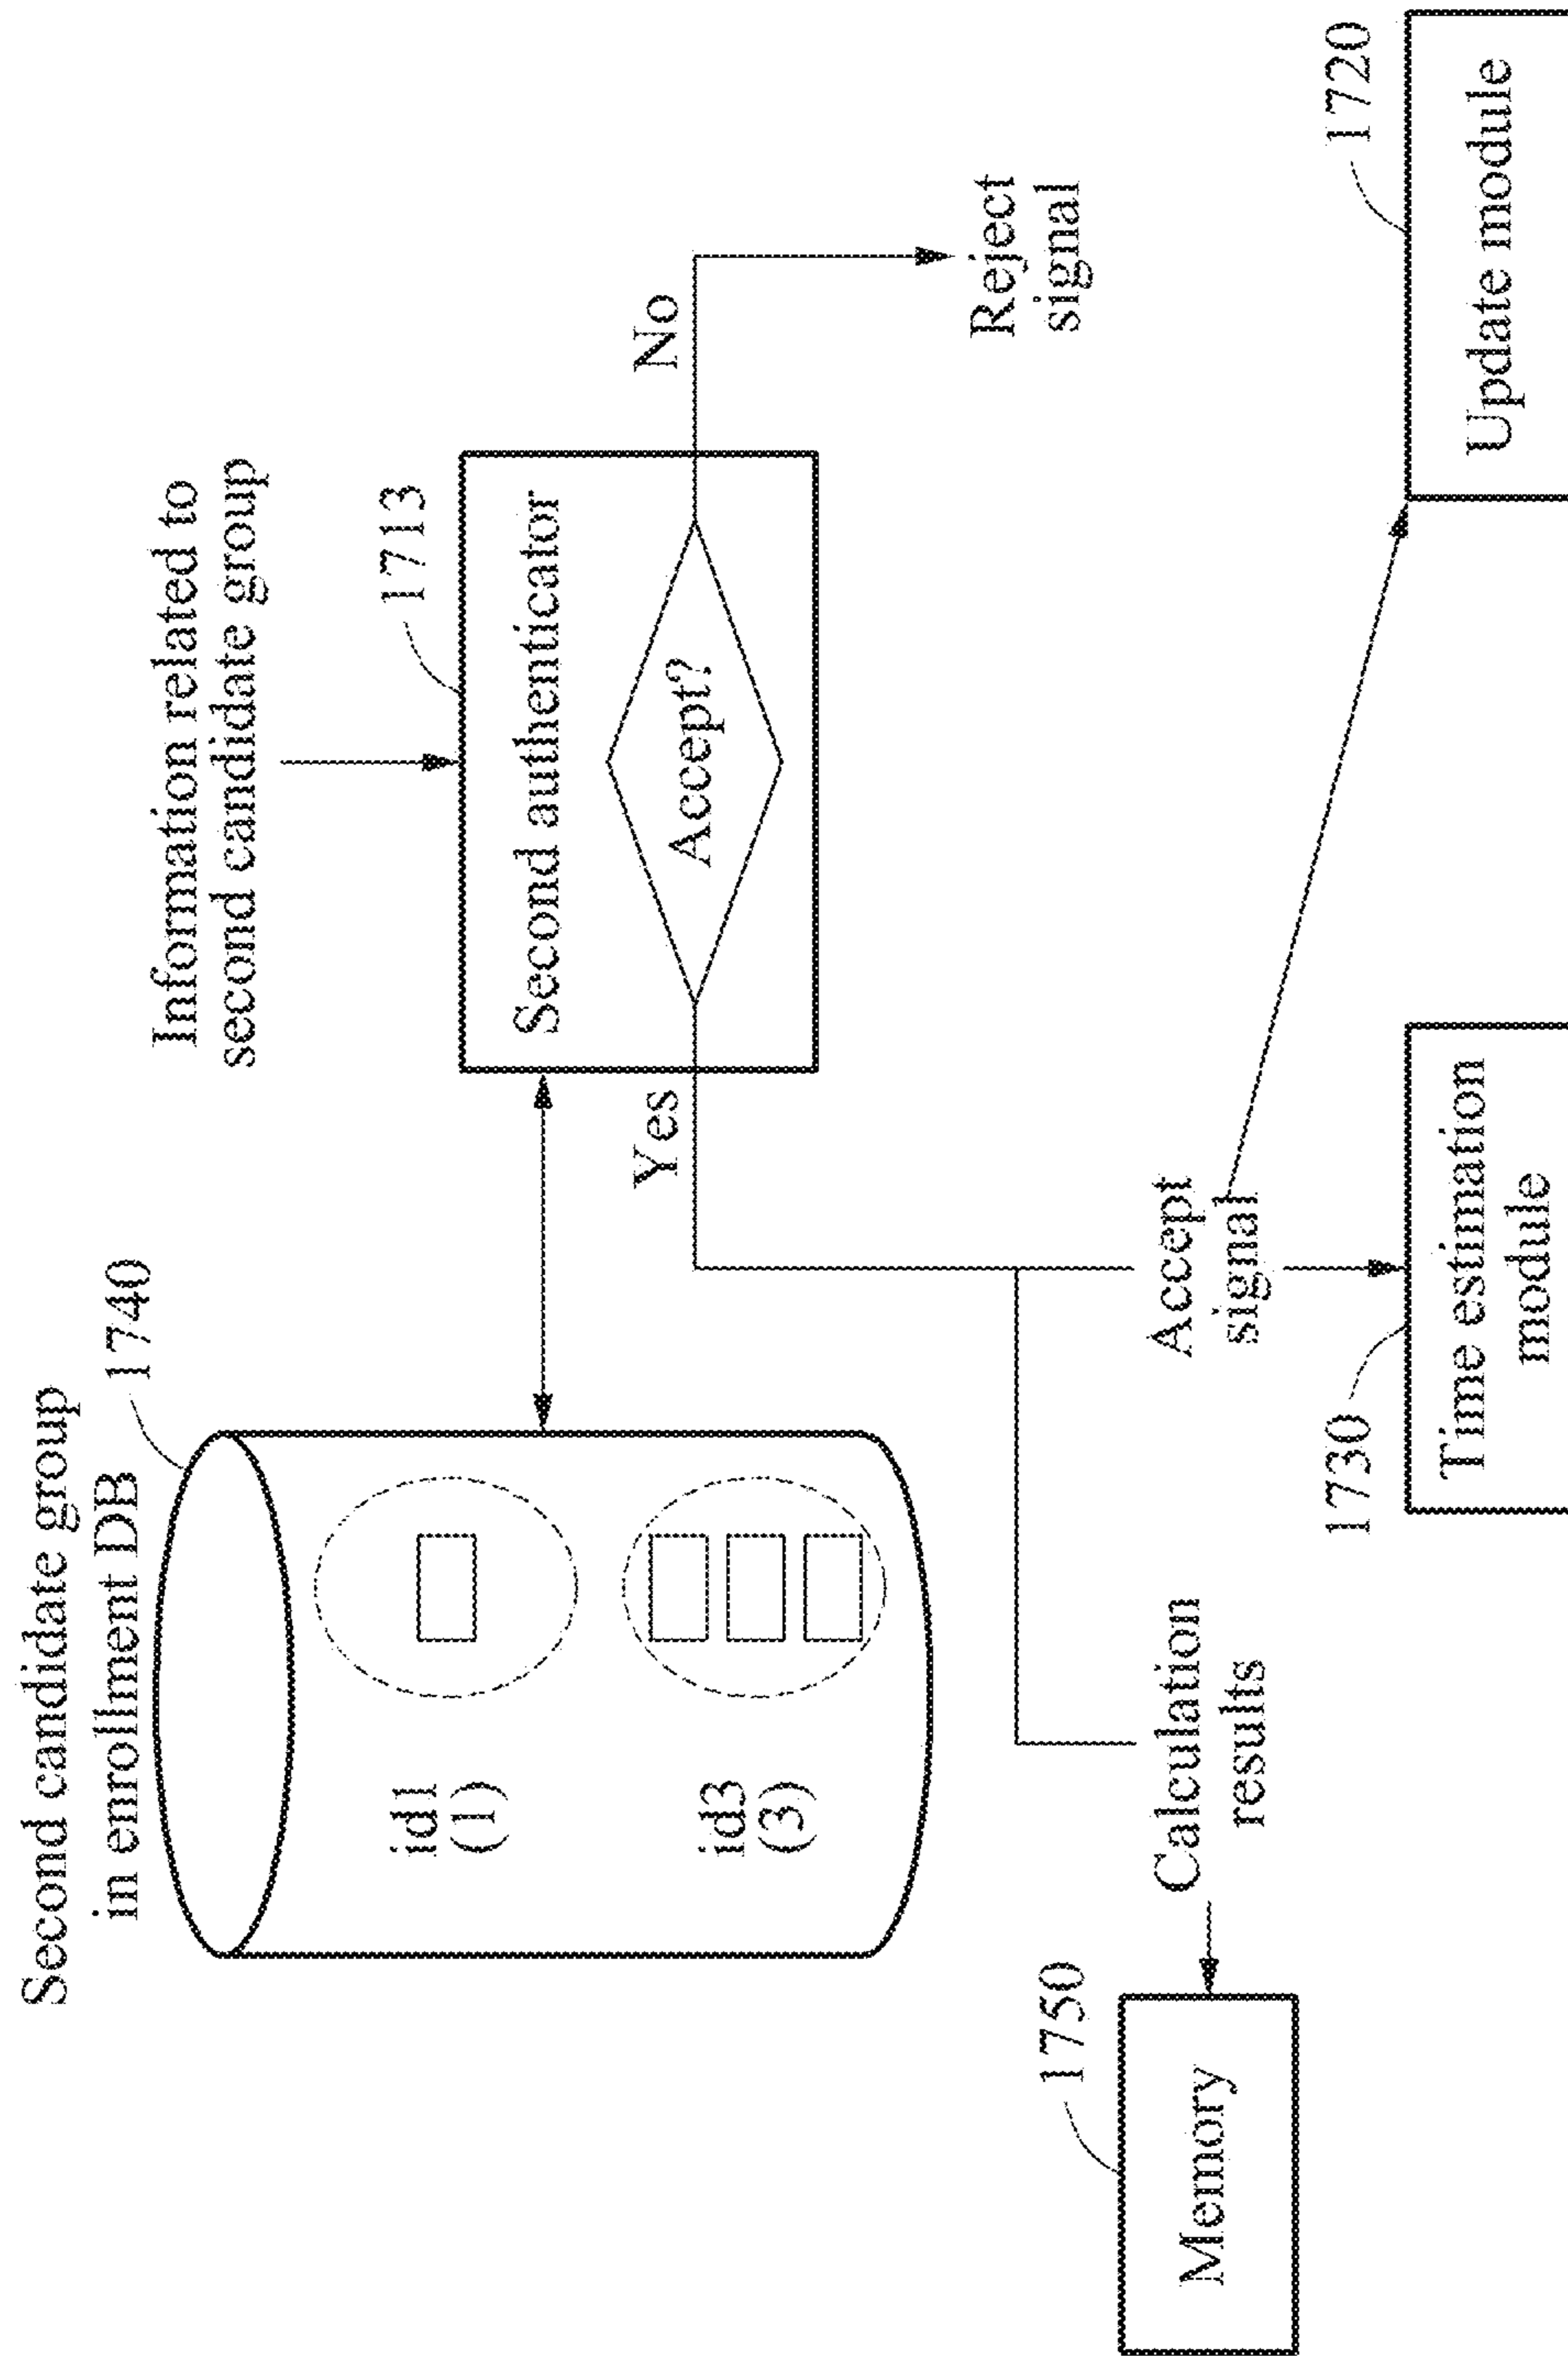 Second candidate group
in enrollment DB
1740
id1
(1)
id3
(3)
Information related to
second candidate group
1713
Second authenticator
Accept?
Yes
No
Reject
signal
1750
Memory
Calculation
results
Accept
signal
1730
Time estimation
module
1720
Update module